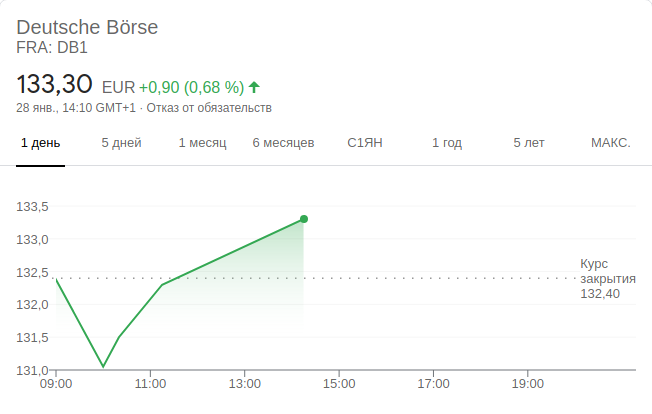 Deutsche Börse
FRA: DB1
133,30 EUR +0,90 (0,68 %)
28 янв., 14:10 GMT+1 · Отказ от обязательств
1 день 5 дней 1 месяц 6 месяцев С1ЯН 1 год 5 лет МАКС.
133,5
133,0
132,5
132,0
131,5
131,0
Курс
закрытия
132,40
09:00 11:00 13:00 15:00 17:00 19:00